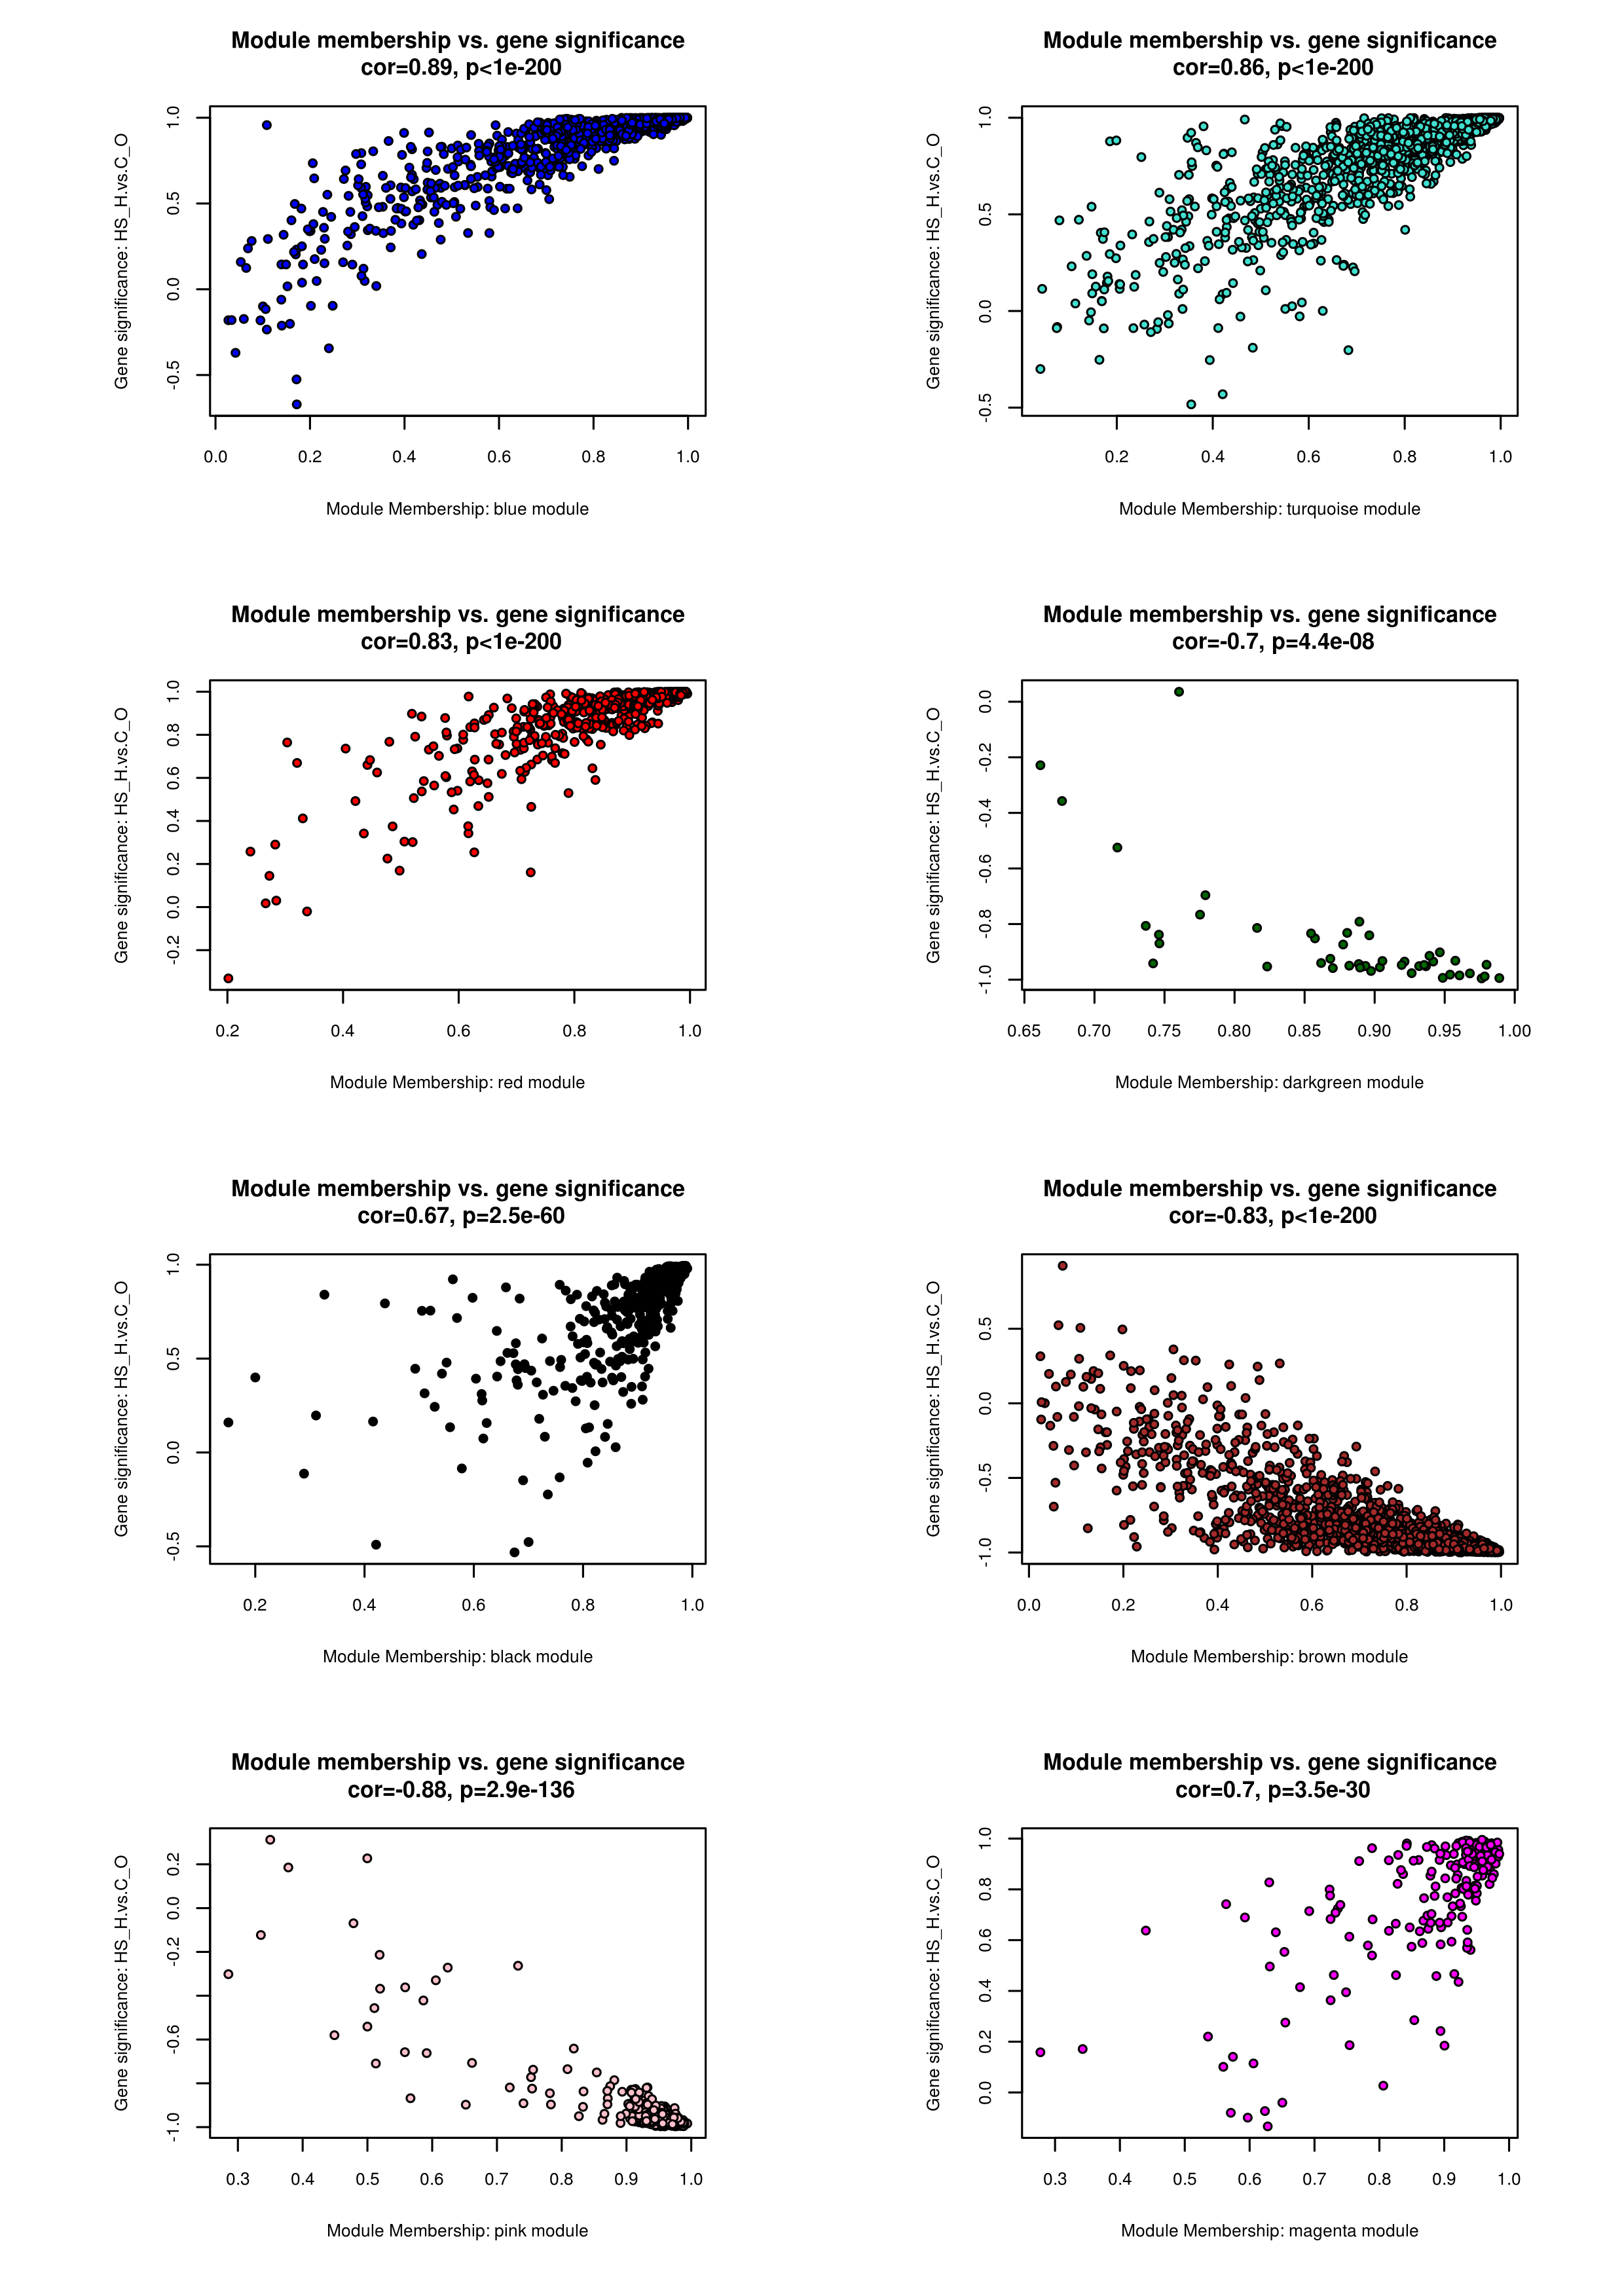 Module membership vs. gene significance
cor=0.89, p<1e-200
Gene significance: HS_H.vs.C_O
1.0
0.5
0.0
-0.5
0.0 0.2 0.4 0.6 0.8 1.0
Module Membership: blue module
Module membership vs. gene significance
cor=0.86, p<1e-200
Gene significance: HS_H.vs.C_O
1.0
0.5
0.0
-0.5
0.2 0.4 0.6 0.8 1.0
Module Membership: turquoise module
Module membership vs. gene significance
cor=0.83, p<1e-200
Gene significance: HS_H.vs.C_O
1.0
0.8
0.6
0.4
0.2
0.0
-0.2
0.2 0.4 0.6 0.8 1.0
Module Membership: red module
Module membership vs. gene significance
cor=-0.7, p=4.4e-08
Gene significance: HS_H.vs.C_O
0.0
-0.2
-0.4
-0.6
-0.8
-1.0
0.65 0.70 0.75 0.80 0.85 0.90 0.95 1.00
Module Membership: darkgreen module
Module membership vs. gene significance
cor=0.67, p=2.5e-60
Gene significance: HS_H.vs.C_O
1.0
0.5
0.0
-0.5
0.2 0.4 0.6 0.8 1.0
Module Membership: black module
Module membership vs. gene significance
cor=-0.83, p<1e-200
Gene significance: HS_H.vs.C_O
0.5
0.0
-0.5
-1.0
0.0 0.2 0.4 0.6 0.8 1.0
Module Membership: brown module
Module membership vs. gene significance
cor=-0.88, p=2.9e-136
Gene significance: HS_H.vs.C_O
0.2
0.0
-0.2
-0.6
-1.0
0.3 0.4 0.5 0.6 0.7 0.8 0.9 1.0
Module Membership: pink module
Module membership vs. gene significance
cor=0.7, p=3.5e-30
Gene significance: HS_H.vs.C_O
1.0
0.8
0.6
0.4
0.2
0.0
0.3 0.4 0.5 0.6 0.7 0.8 0.9 1.0
Module Membership: magenta module